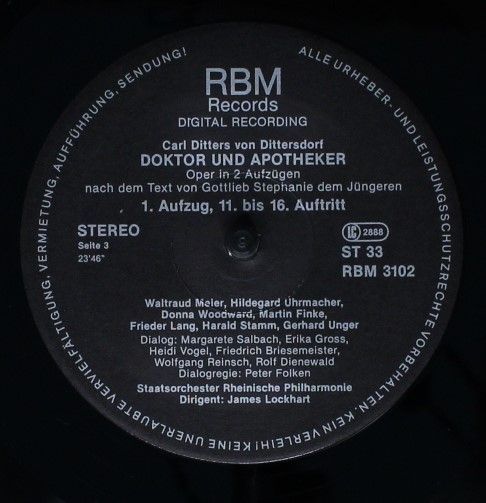 ALLE URHEBER- UND LEISTUNGSSCHUTZRECHTE VORBEHALTEN. KEIN VERLEIH! KEINE UNERLAUBTE VERVIELFÄLTIGUNG, VERMIETUNG, AUFFÜHRUNG, SENDUNG!
RBM
Records
DIGITAL RECORDING
Carl Ditters von Dittersdorf
DOKTOR UND APOTHEKER
Oper in 2 Aufzügen
nach dem Text von Gottlieb Stephanie dem Jüngeren
1. Aufzug, 11. bis 16. Auftritt
STEREO
Seite 3
23'46"
LC 2888
ST 33
RBM 3102
Waltraud Meier, Hildegard Uhrmacher,
Donna Woodward, Martin Finke,
Frieder Lang, Harald Stamm, Gerhard Unger
Dialog: Margarete Salbach, Erika Gross,
Heidi Vogel, Friedrich Briesemeister,
Wolfgang Reinsch, Rolf Dienewald
Dialogregie: Peter Folken
Staatsorchester Rheinische Philharmonie
Dirigent: James Lockhart